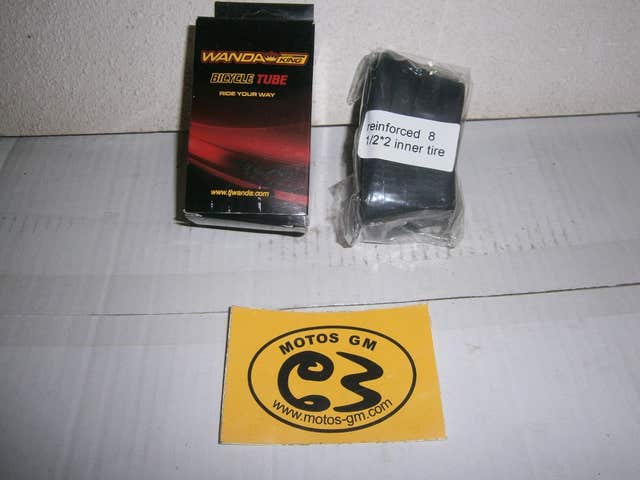 WANDA KING
BICYCLE TUBE
RIDE YOUR WAY
www.tjwanda.com
reinforced 8
1/2*2 inner tire
MOTOS GM
www.motos-gm.com